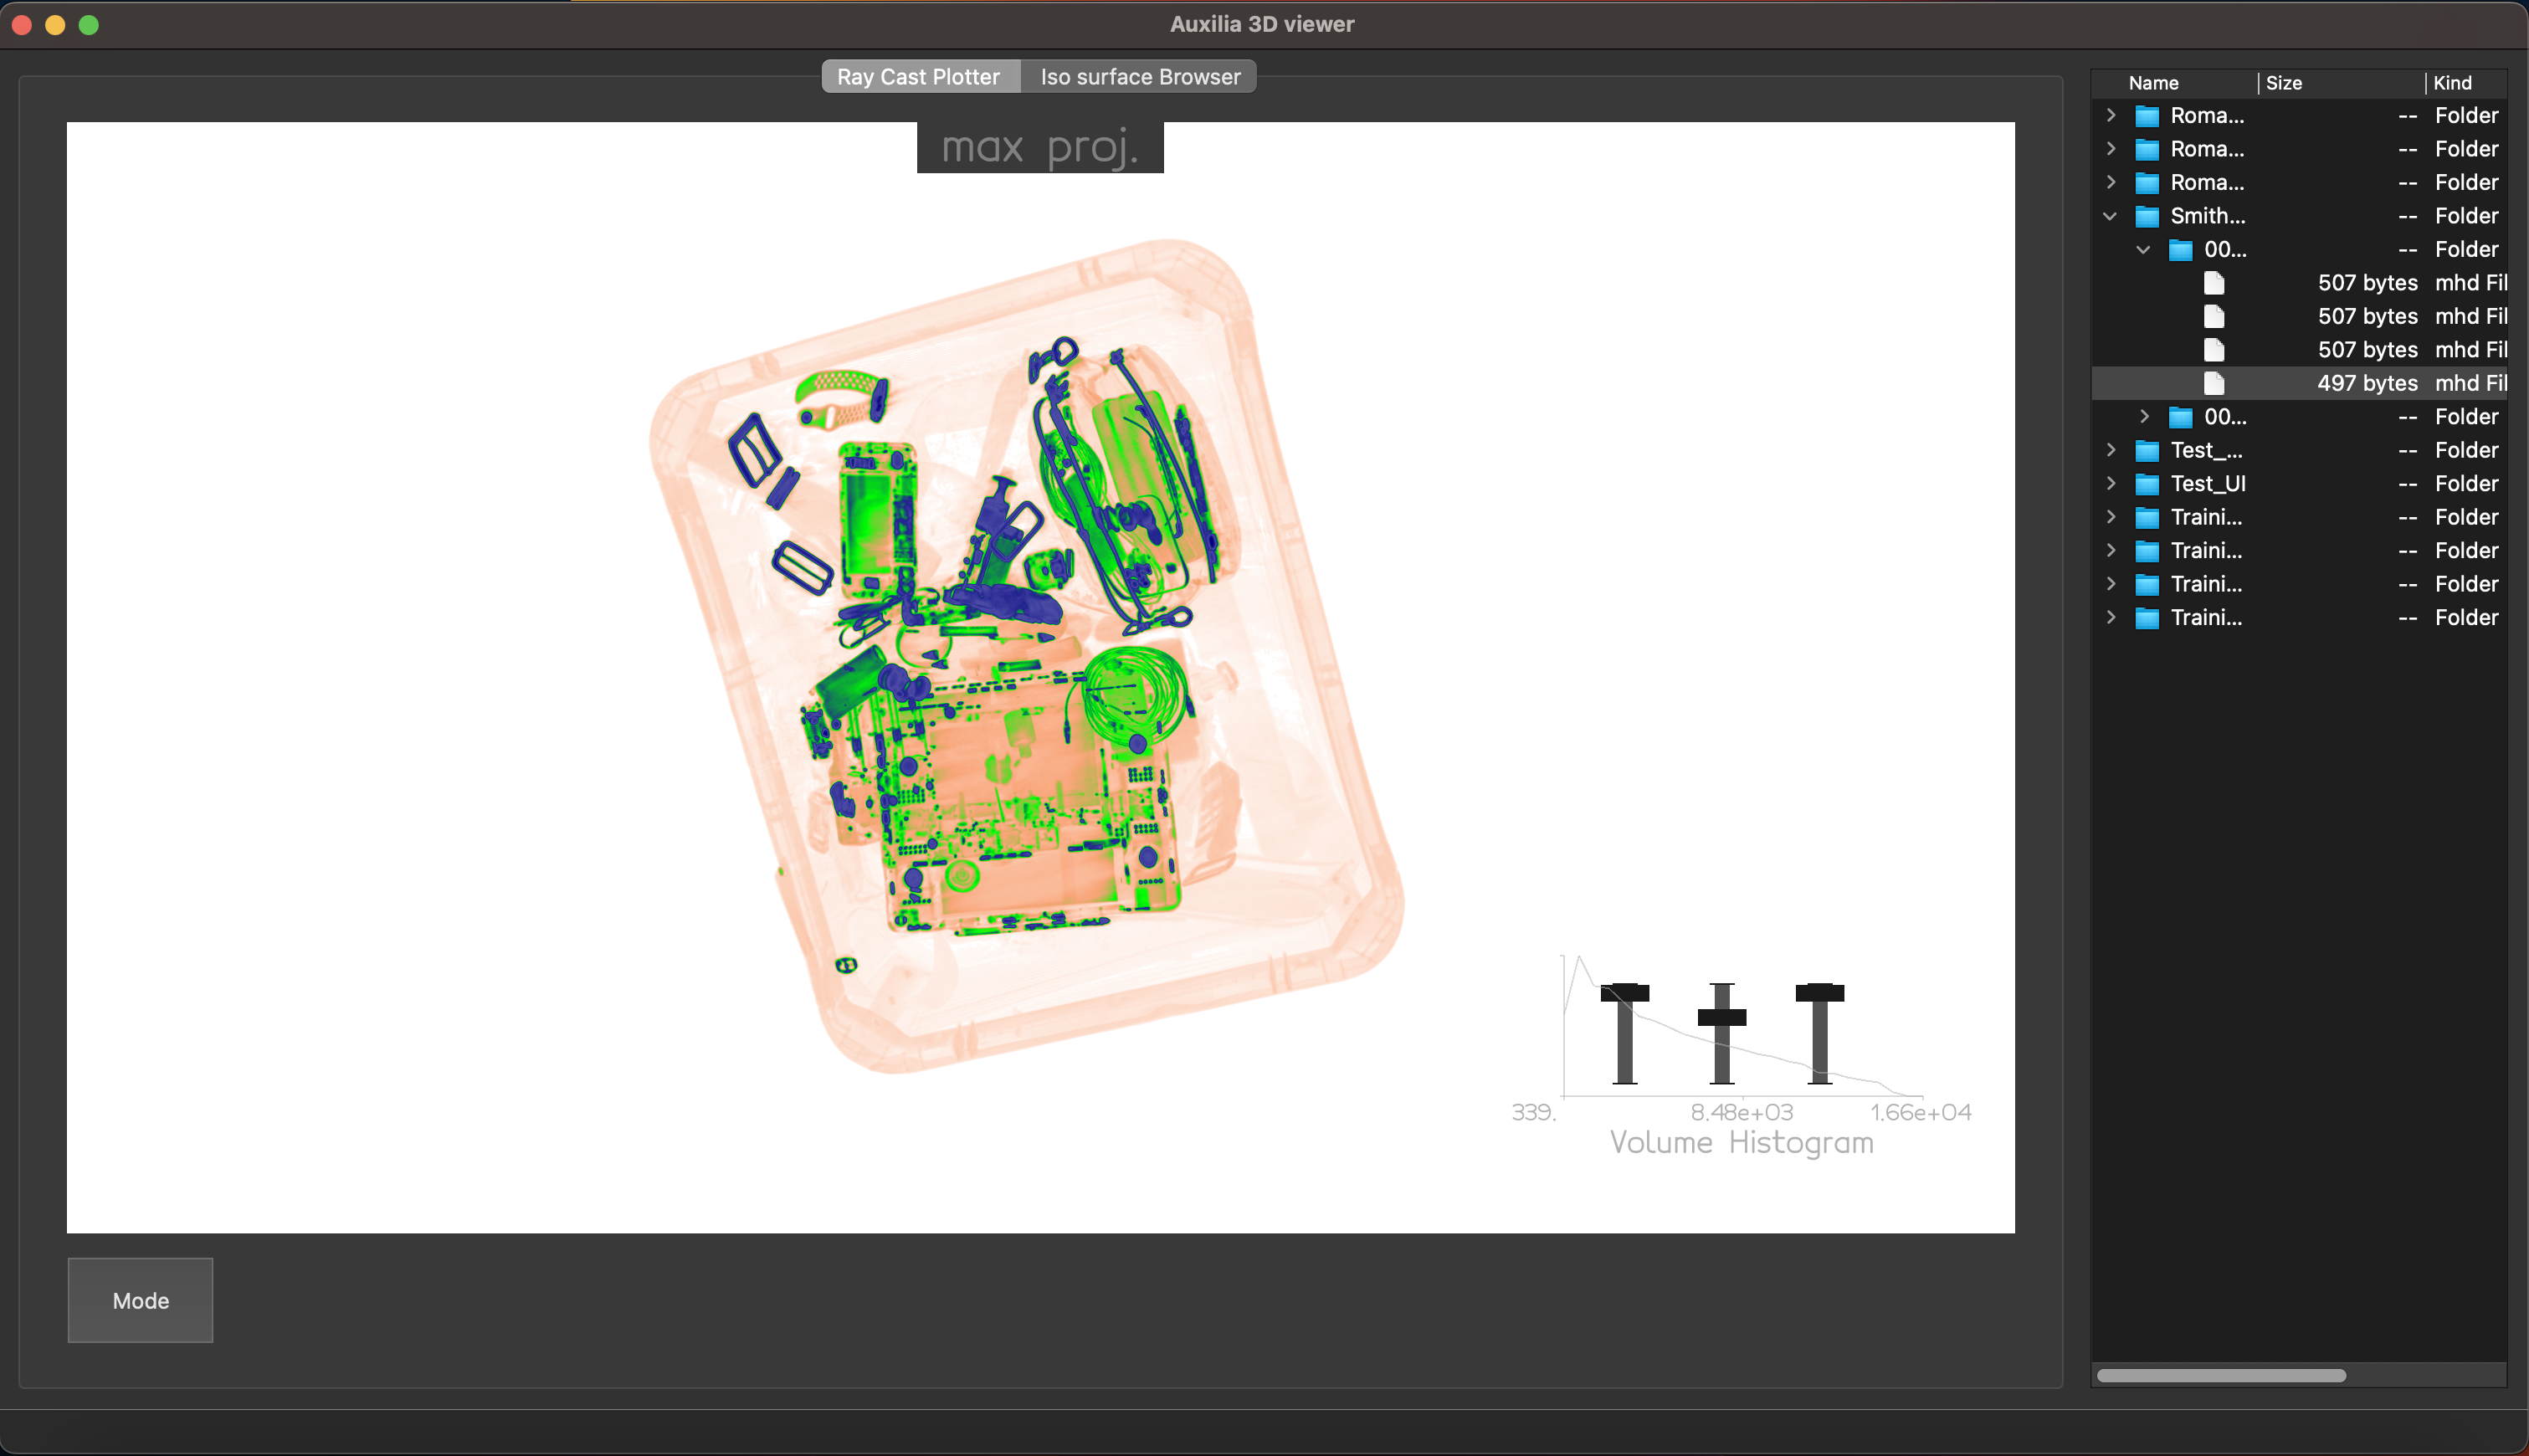 Auxilia 3D viewer
Ray Cast Plotter
Iso surface Browser
max proj.
339.
8.48e+03
1.66e+04
Volume Histogram
Mode
Name Size Kind
Roma... -- Folder
Roma... -- Folder
Roma... -- Folder
Smith... -- Folder
00... -- Folder
507 bytes mhd Fil
507 bytes mhd Fil
507 bytes mhd Fil
497 bytes mhd Fil
00... -- Folder
Test_... -- Folder
Test_UI -- Folder
Traini... -- Folder
Traini... -- Folder
Traini... -- Folder
Traini... -- Folder